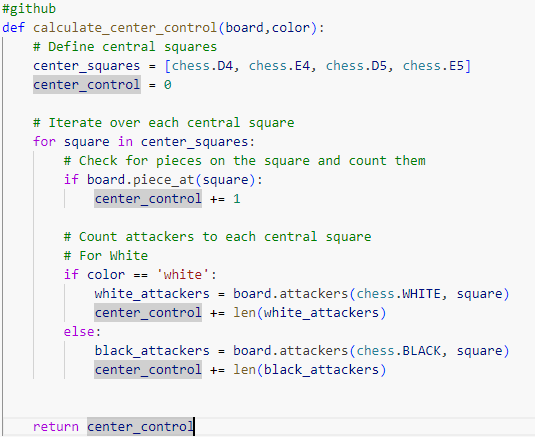 #github
def calculate_center_control(board,color):
    # Define central squares
    center_squares = [chess.D4, chess.E4, chess.D5, chess.E5]
    center_control = 0
    # Iterate over each central square
    for square in center_squares:
        # Check for pieces on the square and count them
        if board.piece_at(square):
            center_control += 1
        # Count attackers to each central square
        # For White
        if color == 'white':
            white_attackers = board.attackers(chess.WHITE, square)
            center_control += len(white_attackers)
        else:
            black_attackers = board.attackers(chess.BLACK, square)
            center_control += len(black_attackers)
    return center_control